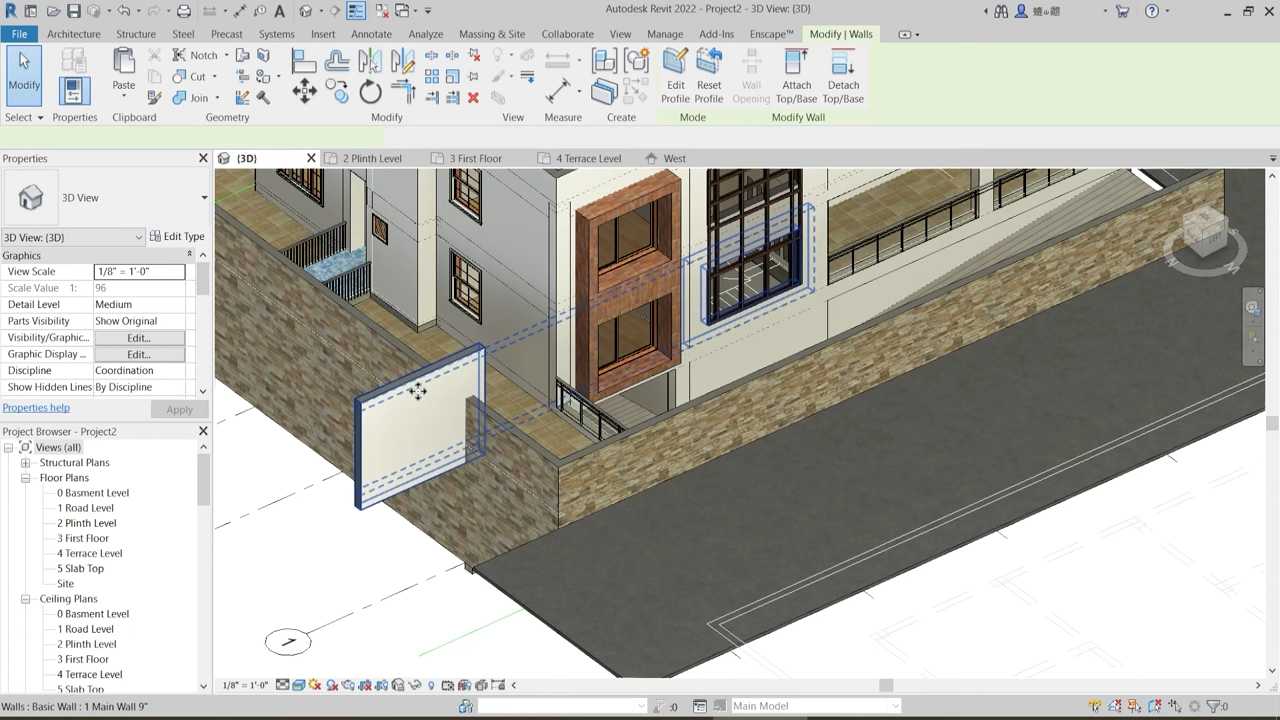 Autodesk Revit 2022 - Project2 - 3D View: {3D}
File Architecture Structure Steel Precast Systems Insert Annotate Analyze Massing & Site Collaborate View Manage Add-Ins Enscape™ Modify | Walls
Modify
Paste
Notch
Cut
Join
Edit Profile
Reset Profile
Wall Opening
Attach Top/Base
Detach Top/Base
Select Properties Clipboard Geometry Modify View Measure Create Mode Modify Wall
Properties
{3D} 2 Plinth Level 3 First Floor 4 Terrace Level West
3D View
3D View: {3D} Edit Type
Graphics
View Scale 1/8" = 1'-0"
Scale Value 1: 96
Detail Level Medium
Parts Visibility Show Original
Visibility/Graphic... Edit...
Graphic Display ... Edit...
Discipline Coordination
Show Hidden Lines By Discipline
Properties help Apply
Project Browser - Project2
Views (all)
Structural Plans
Floor Plans
0 Basment Level
1 Road Level
2 Plinth Level
3 First Floor
4 Terrace Level
5 Slab Top
Site
Ceiling Plans
0 Basment Level
1 Road Level
2 Plinth Level
3 First Floor
4 Terrace Level
5 Slab Top
LEFT
1/8" = 1'-0"
Walls : Basic Wall : 1 Main Wall 9" :0 Main Model :0